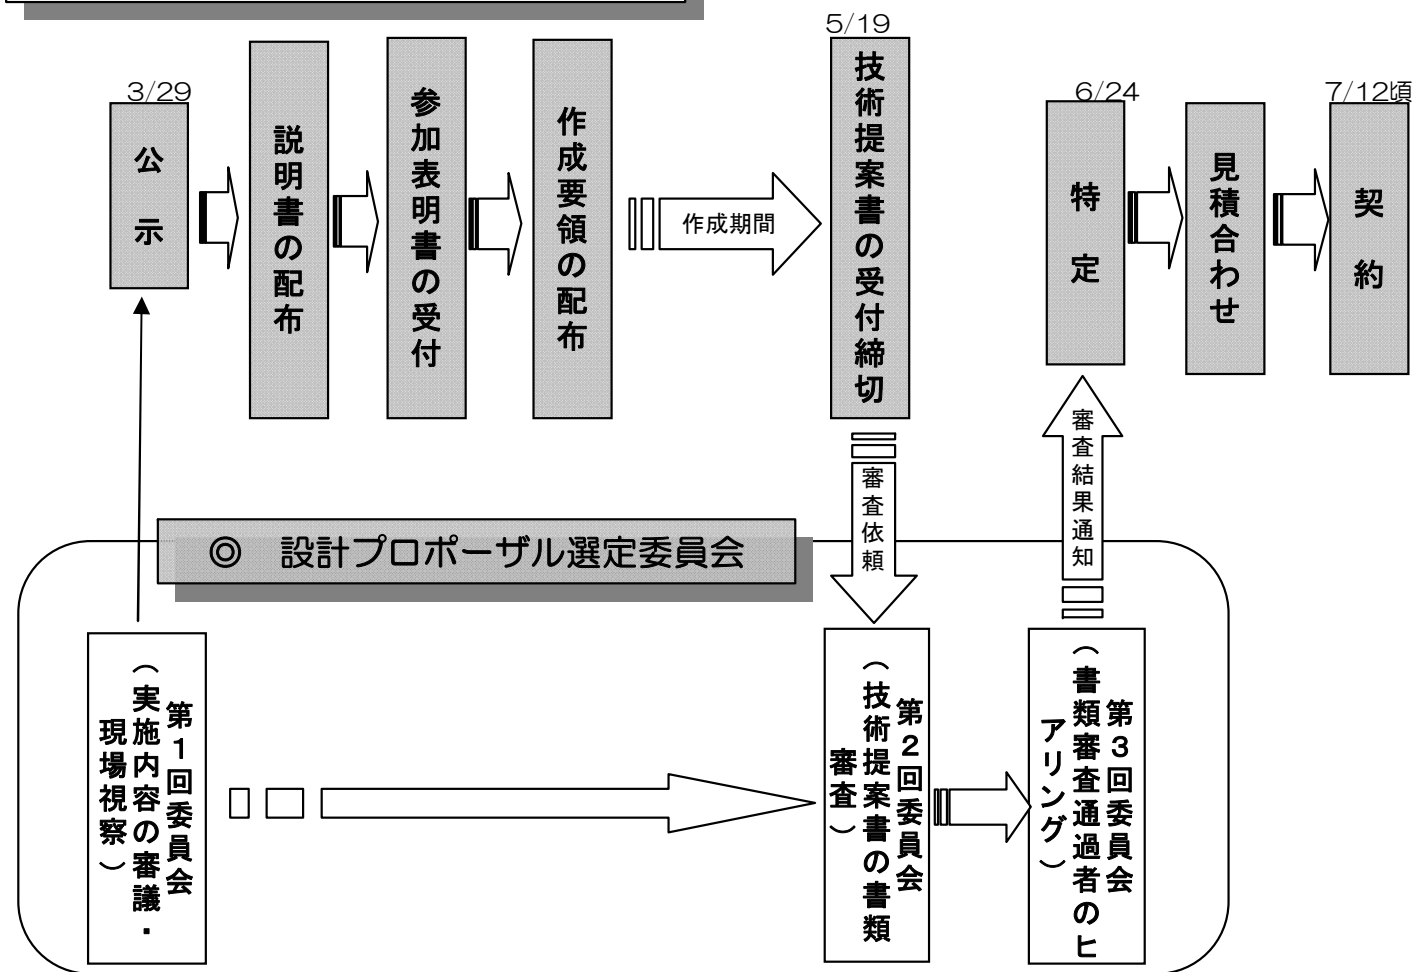 3/29
公示
説明書の配布
参加表明書の受付
作成要領の配布
作成期間
5/19
技術提案書の受付締切
6/24
特定
見積合わせ
7/12頃
契約
審査依頼
審査結果通知
◎ 設計プロポーザル選定委員会
第1回委員会
（実施内容の審議・
現場視察）
第2回委員会
（技術提案書の書類
審査）
第3回委員会
（書類審査通過者のヒ
アリング）